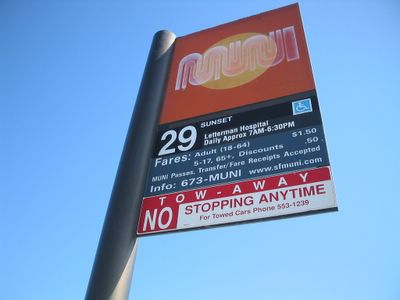 MUNI
SUNSET
29
Letterman Hospital
Daily Approx 7AM-6:30PM
Fares: Adult (18-64) $1.50
5-17, 65+, Discounts .50
MUNI Passes, Transfer/Fare Receipts Accepted
Info: 673-MUNI www.sfmuni.com
TOW-AWAY
NO STOPPING ANYTIME
For Towed Cars Phone 553-1239